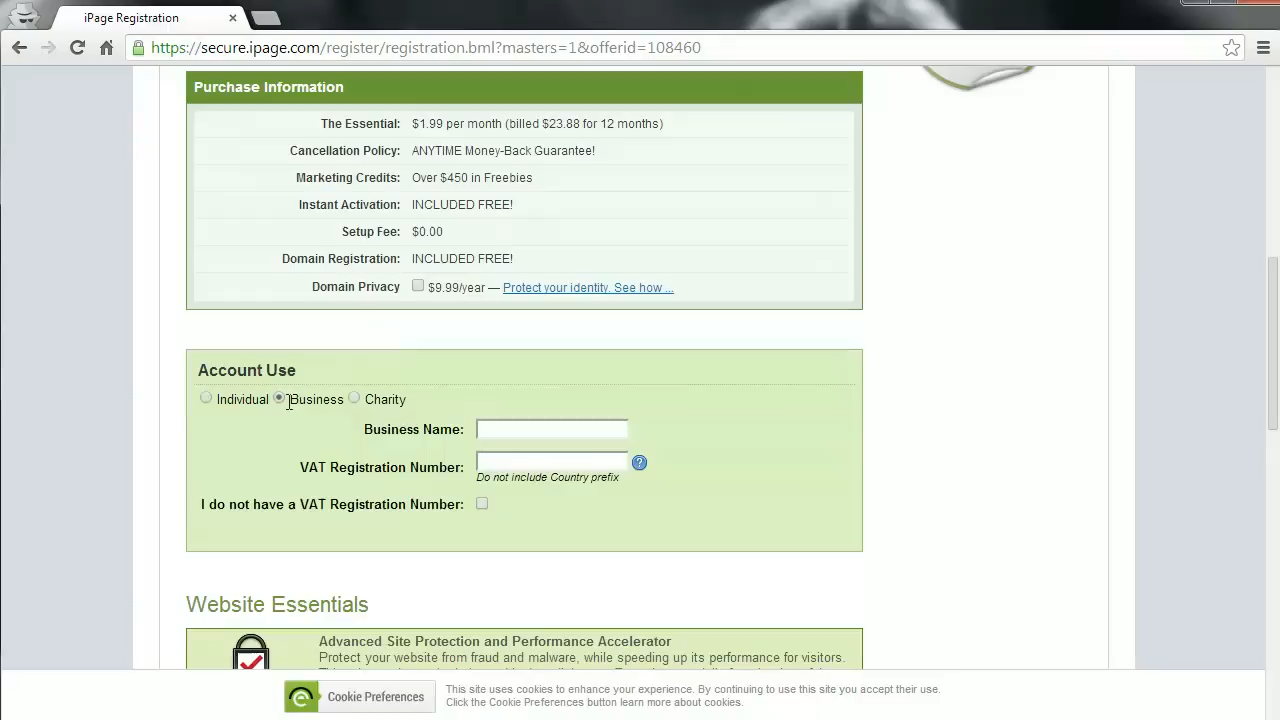 iPage Registration
https://secure.ipage.com/register/registration.bml?masters=1&offerid=108460
Purchase Information
The Essential: $1.99 per month (billed $23.88 for 12 months)
Cancellation Policy: ANYTIME Money-Back Guarantee!
Marketing Credits: Over $450 in Freebies
Instant Activation: INCLUDED FREE!
Setup Fee: $0.00
Domain Registration: INCLUDED FREE!
Domain Privacy $9.99/year — Protect your identity. See how ...
Account Use
Individual Business Charity
Business Name:
VAT Registration Number:
Do not include Country prefix
I do not have a VAT Registration Number:
Website Essentials
Advanced Site Protection and Performance Accelerator
Protect your website from fraud and malware, while speeding up its performance for visitors.
Cookie Preferences
This site uses cookies to enhance your experience. By continuing to use this site you accept their use.
Click the Cookie Preferences button learn more about cookies.